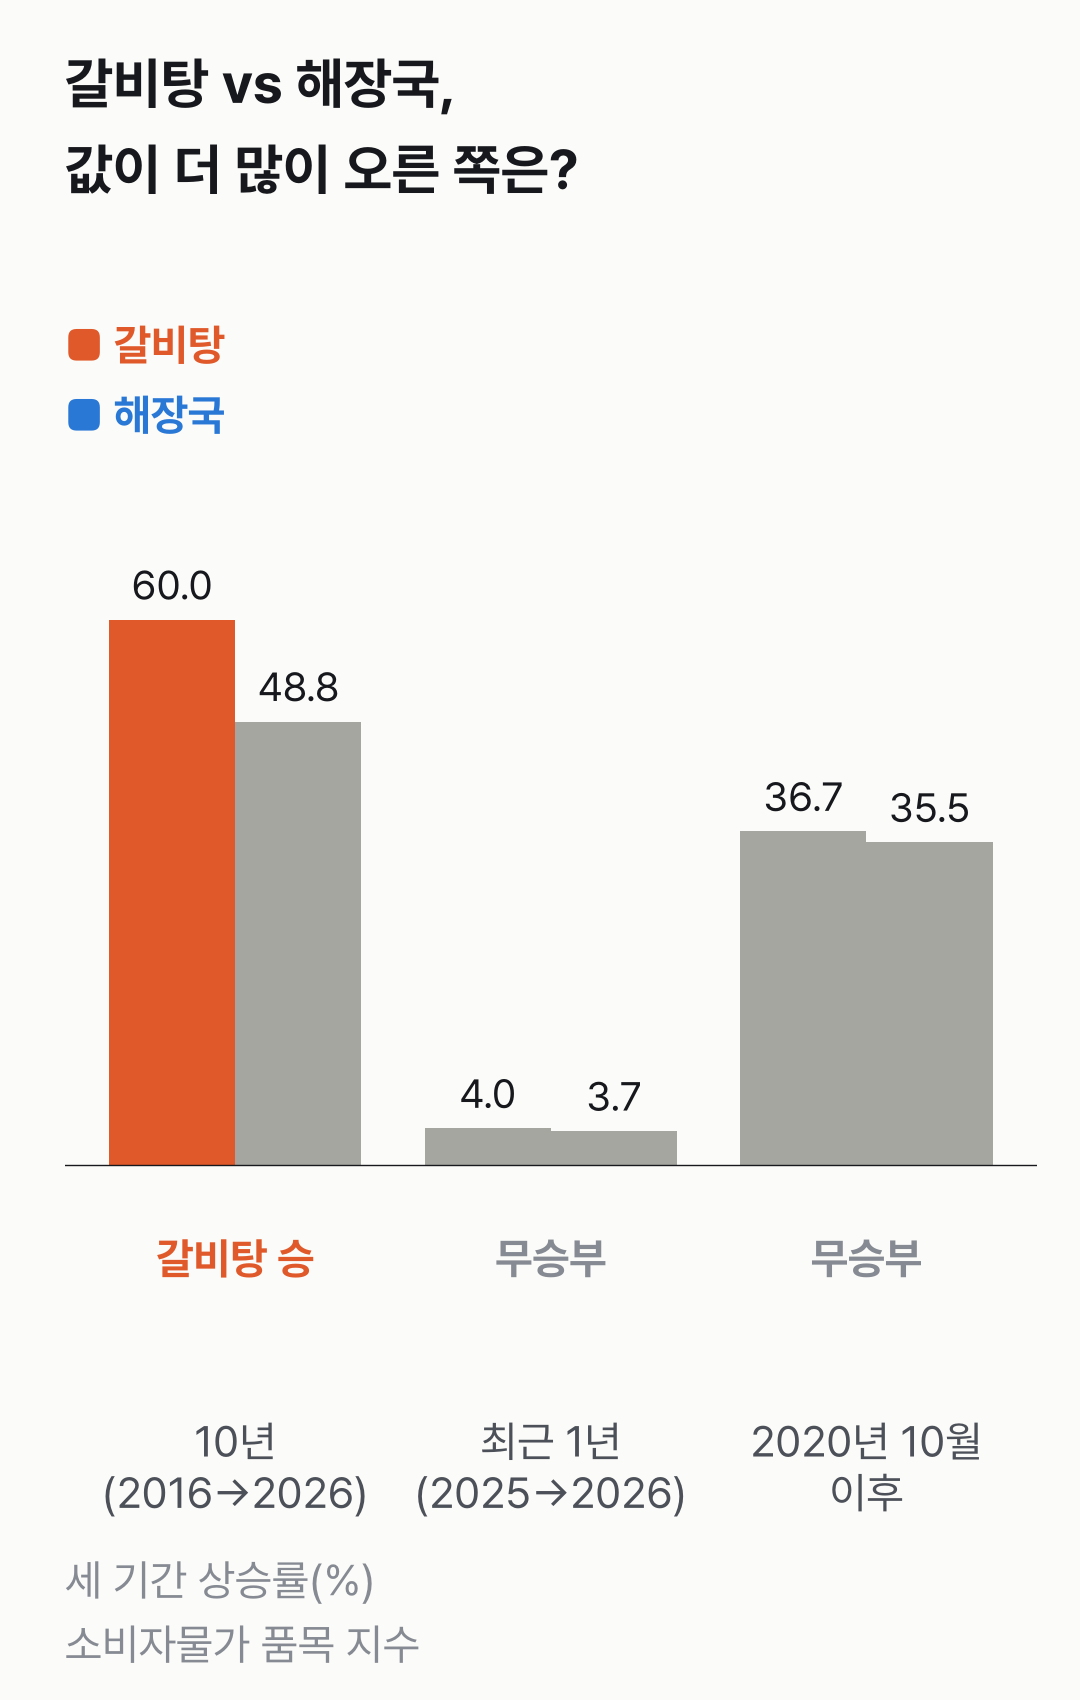 갈비탕 vs 해장국,
값이 더 많이 오른 쪽은?
갈비탕
해장국
60.0
48.8
4.0
3.7
36.7
35.5
갈비탕 승
무승부
무승부
10년
(2016→2026)
최근 1년
(2025→2026)
2020년 10월
이후
세 기간 상승률(%)
소비자물가 품목 지수